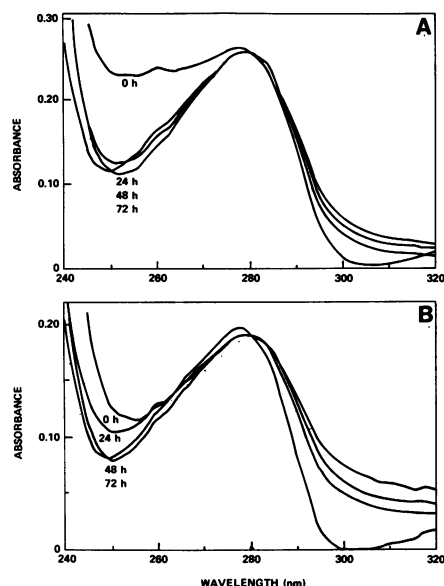 A
0.30
0.20
0.10
0
ABSORBANCE
0 h
24 h
48 h
72 h
240
260
280
300
320
B
0.20
0.10
0
ABSORBANCE
0 h
24 h
48 h
72 h
240
260
280
300
320
WAVELENGTH (nm)